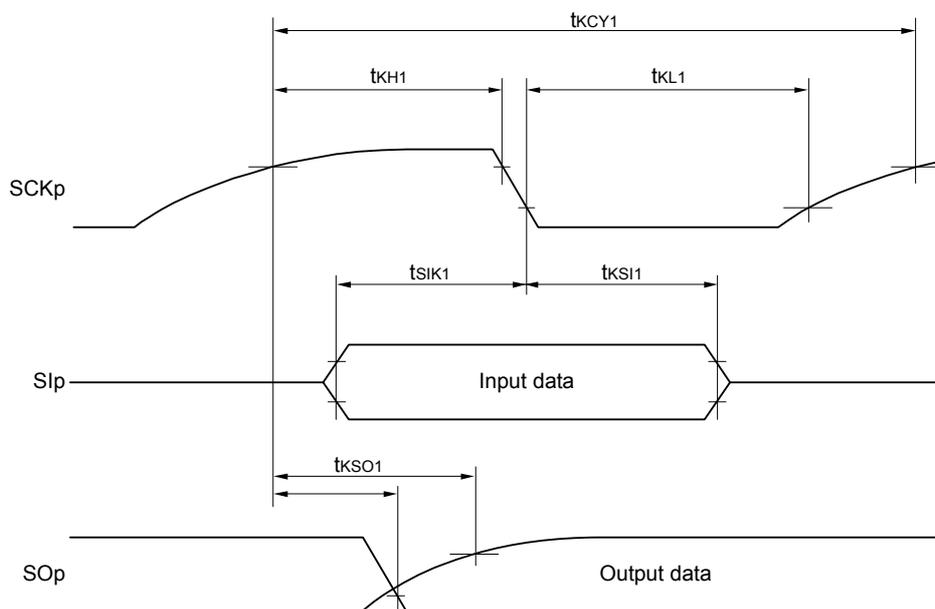 tKCY1
tKH1
tKL1
SCKp
tSIK1
tKSI1
SIp
Input data
tKSO1
SOp
Output data